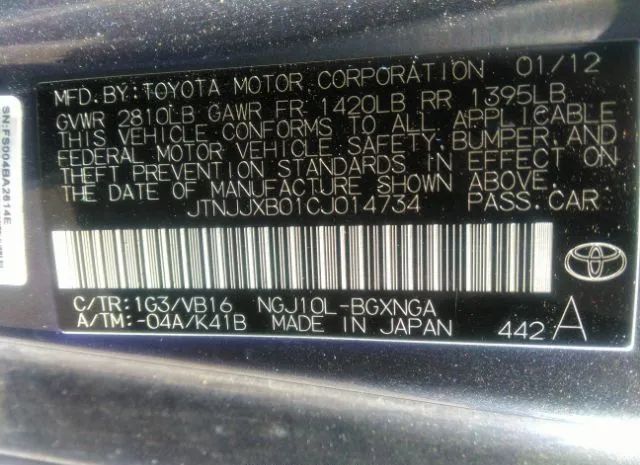 MFD.BY:TOYOTA MOTOR CORPORATION 01/12
GVWR 2810LB GAWR FR 1420LB RR 1395LB
THIS VEHICLE CONFORMS TO ALL APPLICABLE
FEDERAL MOTOR VEHICLE SAFETY,BUMPER,AND
THEFT PREVENTION STANDARDS IN EFFECT ON
THE DATE OF MANUFACTURE SHOWN ABOVE.
JTNJJXB01CJ014734 PASS.CAR
C/TR:1G3/VB16 NGJ10L-BGXNGA
A/TM:-04A/K41B MADE IN JAPAN 442 A
SN:FS004BA2614E